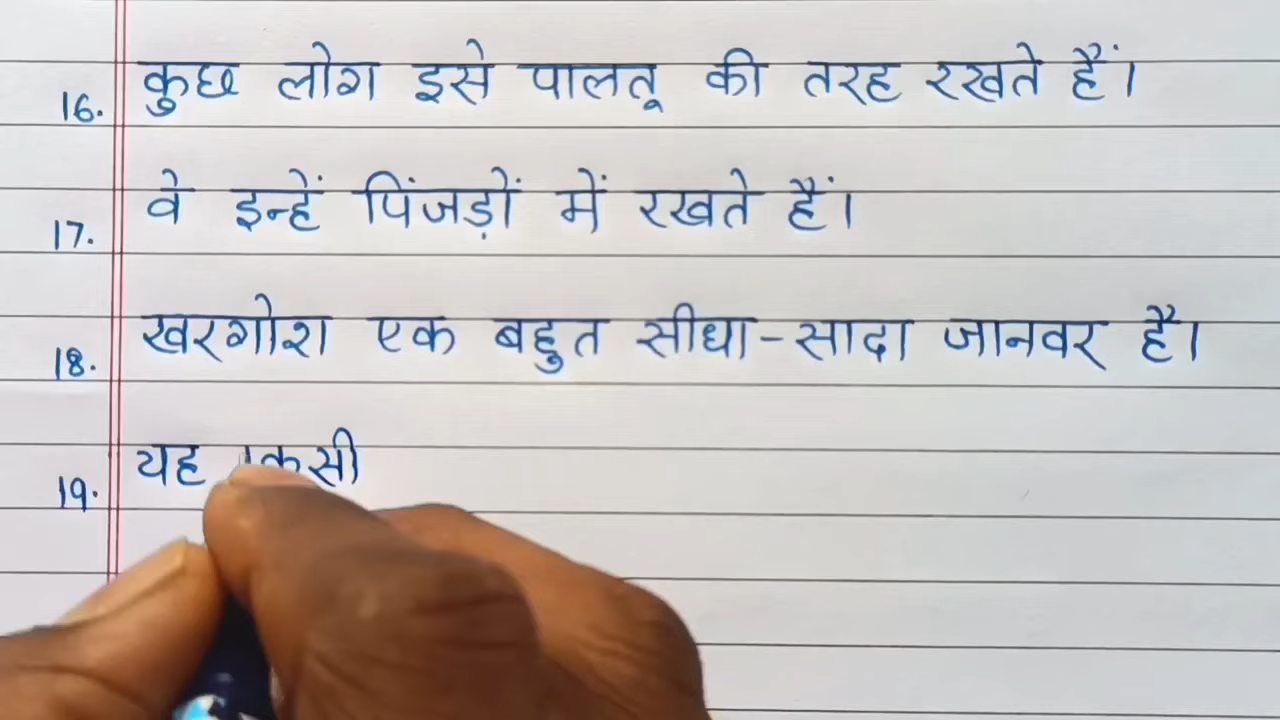 16. कुछ लोग इसे पालतू की तरह रखते हैं।
17. वे इन्हें पिंजड़ों में रखते हैं।
18. खरगोश एक बहुत सीधा-सादा जानवर है।
19. यह